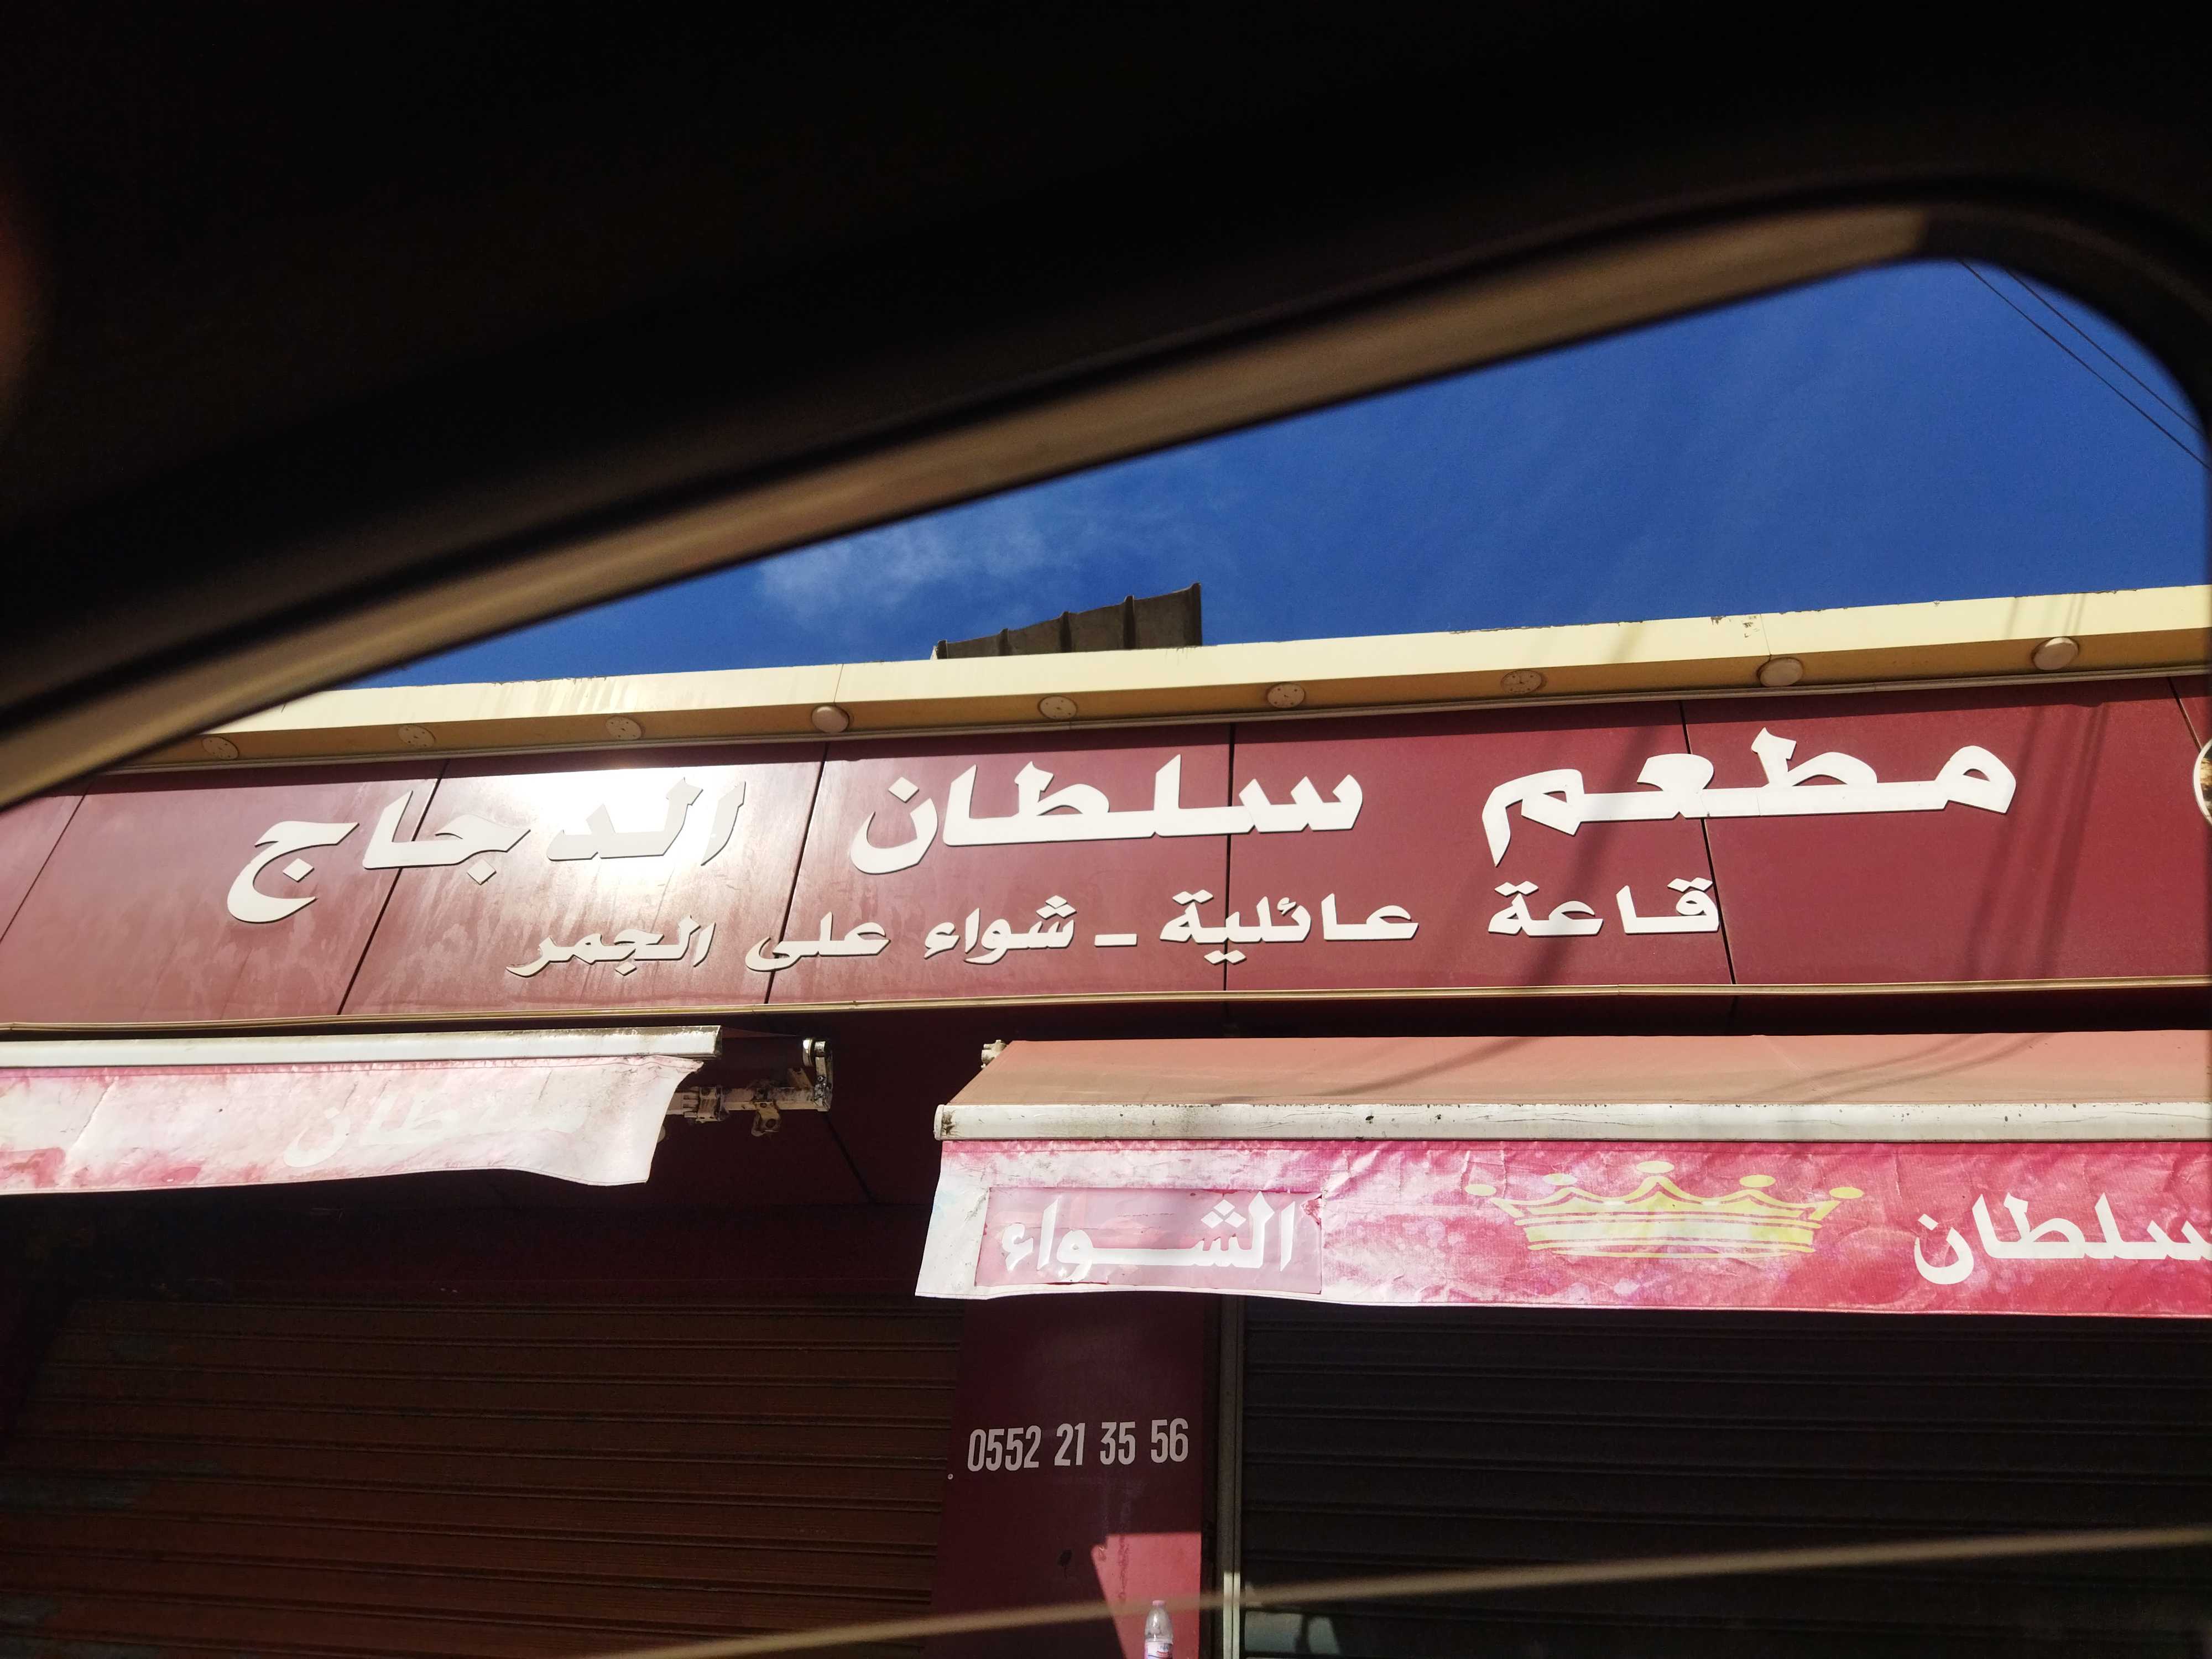 مطعم سلطان الدجاج
قاعة عائلية - شواء على الجمر
سلطان الشواء
سلطان
0552 21 35 56